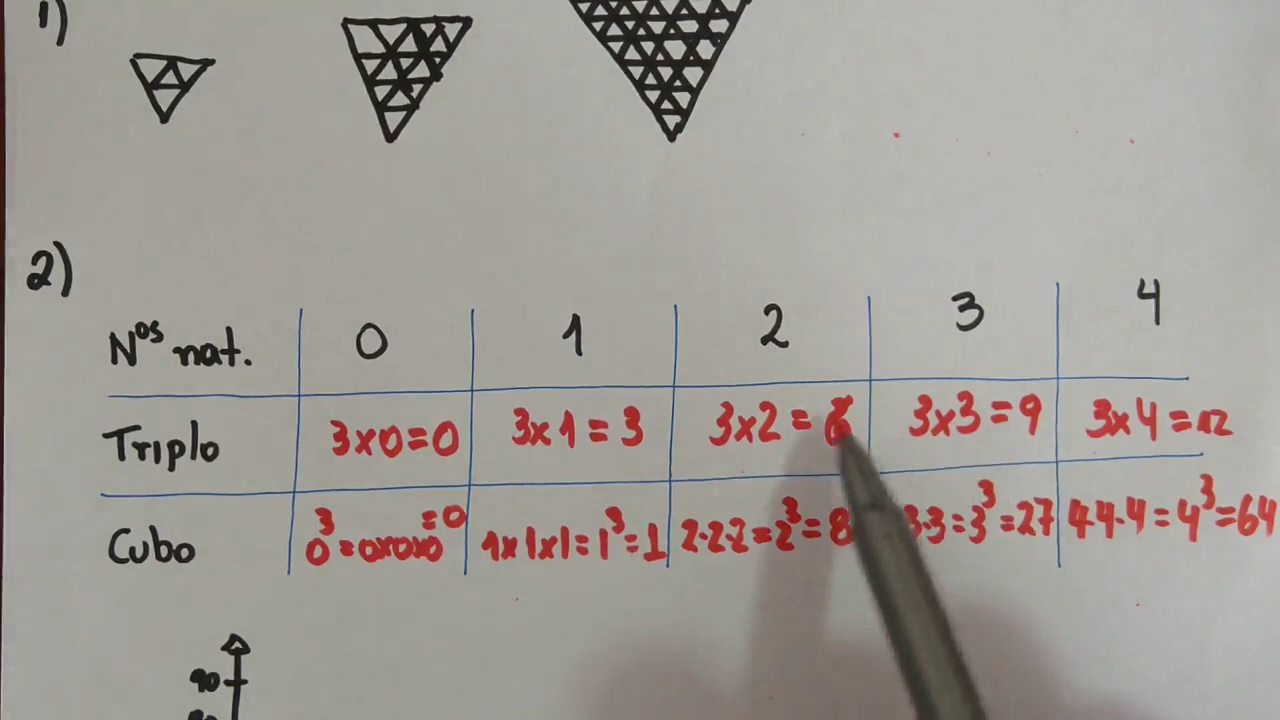 1)
2)
Nos nat. 0 1 2 3 4
Triplo 3x0=0 3x1=3 3x2= 3x3=9 3x4=12
Cubo 0³=0x0x0=0 1x1x1=1³=1 2·2·2=2³=8 3·3=3³=27 4·4·4=4³=64
90